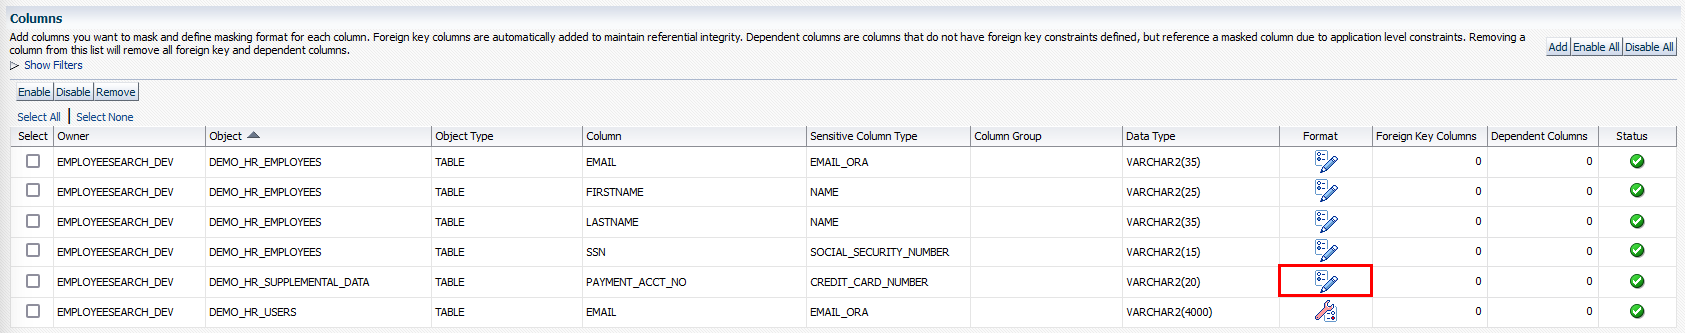 Columns
Add columns you want to mask and define masking format for each column. Foreign key columns are automatically added to maintain referential integrity. Dependent columns are columns that do not have foreign key constraints defined, but reference a masked column due to application level constraints. Removing a
column from this list will remove all foreign key and dependent columns.
Add Enable All Disable All
Show Filters
Enable Disable Remove
Select All | Select None
Select Owner Object Object Type Column Sensitive Column Type Column Group Data Type Format Foreign Key Columns Dependent Columns Status
EMPLOYEESEARCH_DEV DEMO_HR_EMPLOYEES TABLE EMAIL EMAIL_ORA VARCHAR2(35) 0 0
EMPLOYEESEARCH_DEV DEMO_HR_EMPLOYEES TABLE FIRSTNAME NAME VARCHAR2(25) 0 0
EMPLOYEESEARCH_DEV DEMO_HR_EMPLOYEES TABLE LASTNAME NAME VARCHAR2(35) 0 0
EMPLOYEESEARCH_DEV DEMO_HR_EMPLOYEES TABLE SSN SOCIAL_SECURITY_NUMBER VARCHAR2(15) 0 0
EMPLOYEESEARCH_DEV DEMO_HR_SUPPLEMENTAL_DATA TABLE PAYMENT_ACCT_NO CREDIT_CARD_NUMBER VARCHAR2(20) 0 0
EMPLOYEESEARCH_DEV DEMO_HR_USERS TABLE EMAIL EMAIL_ORA VARCHAR2(4000) 0 0